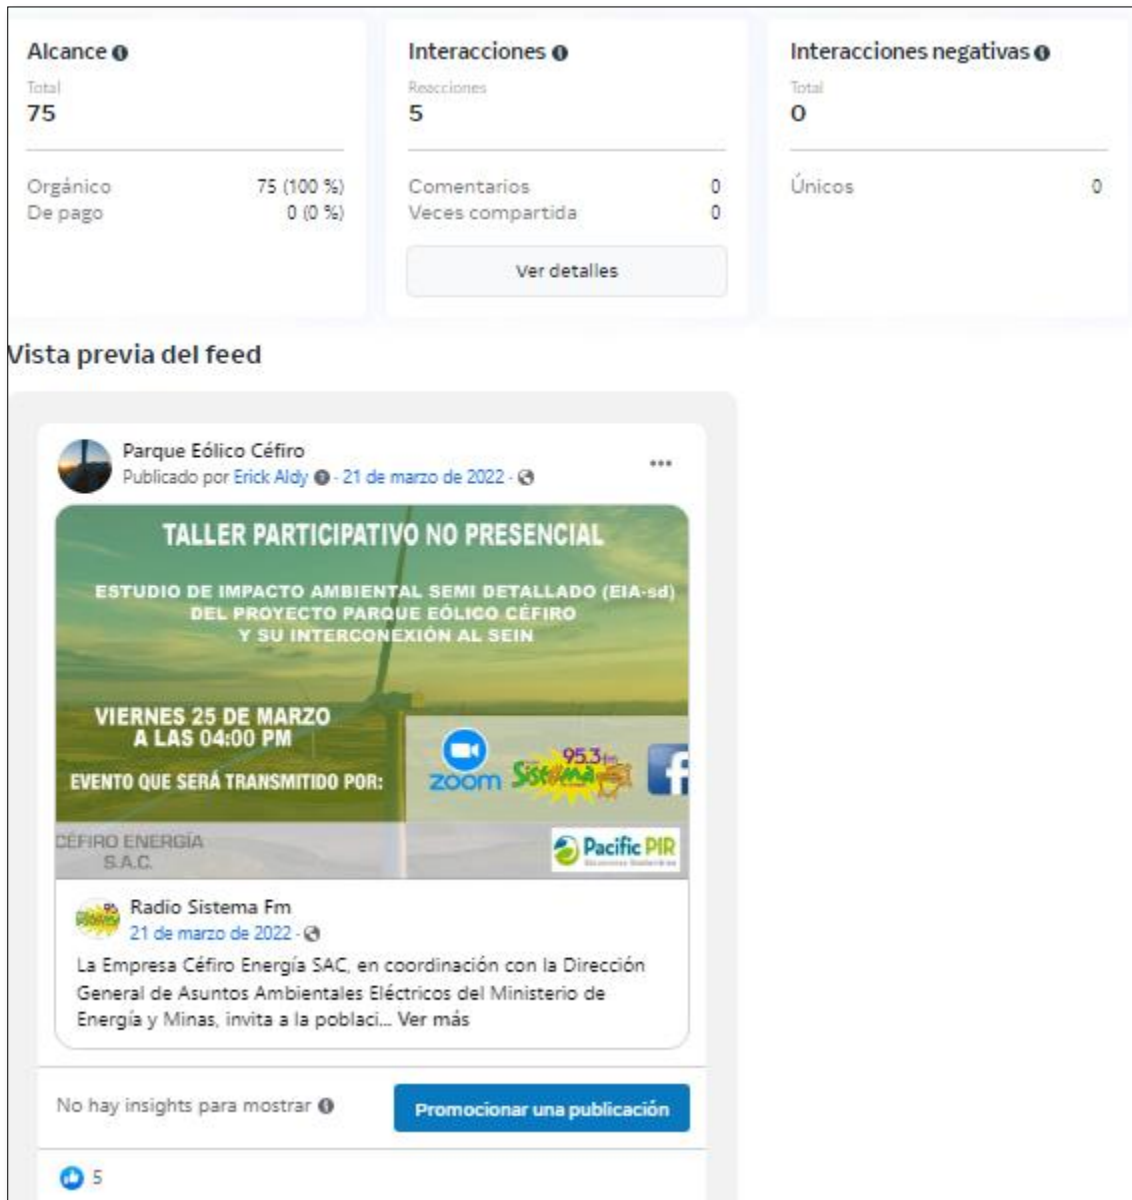 Alcance
Total
75
Orgánico 75 (100 %)
De pago 0 (0 %)
Interacciones
Reacciones
5
Comentarios 0
Veces compartida 0
Ver detalles
Interacciones negativas
Total
0
Únicos 0
Vista previa del feed
Parque Eólico Céfiro
Publicado por Erick Aldy · 21 de marzo de 2022 ·
TALLER PARTICIPATIVO NO PRESENCIAL
ESTUDIO DE IMPACTO AMBIENTAL SEMI DETALLADO (EIA-sd)
DEL PROYECTO PARQUE EÓLICO CÉFIRO
Y SU INTERCONEXIÓN AL SEIN
VIERNES 25 DE MARZO
A LAS 04:00 PM
EVENTO QUE SERÁ TRANSMITIDO POR:
zoom
95.3 fm
Sistema
f
CÉFIRO ENERGÍA
S.A.C.
Pacific PIR
Radio Sistema Fm
21 de marzo de 2022 ·
La Empresa Céfiro Energía SAC, en coordinación con la Dirección
General de Asuntos Ambientales Eléctricos del Ministerio de
Energía y Minas, invita a la poblaci... Ver más
No hay insights para mostrar
Promocionar una publicación
5